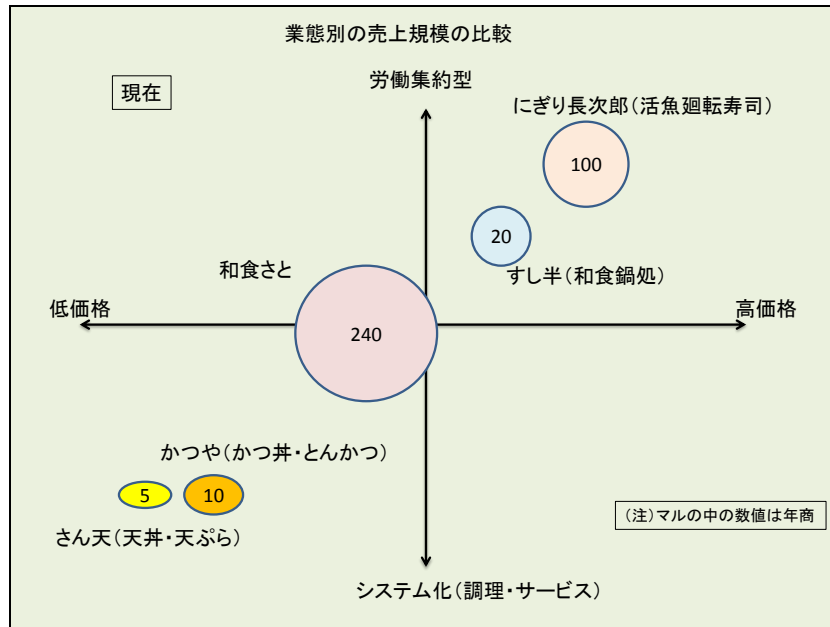 業態別の売上規模の比較
現在
労働集約型
にぎり長次郎(活魚廻転寿司)
100
20
すし半(和食鍋処)
和食さと
低価格
高価格
240
かつや(かつ丼・とんかつ)
5
10
さん天(天丼・天ぷら)
(注)マルの中の数値は年商
システム化(調理・サービス)